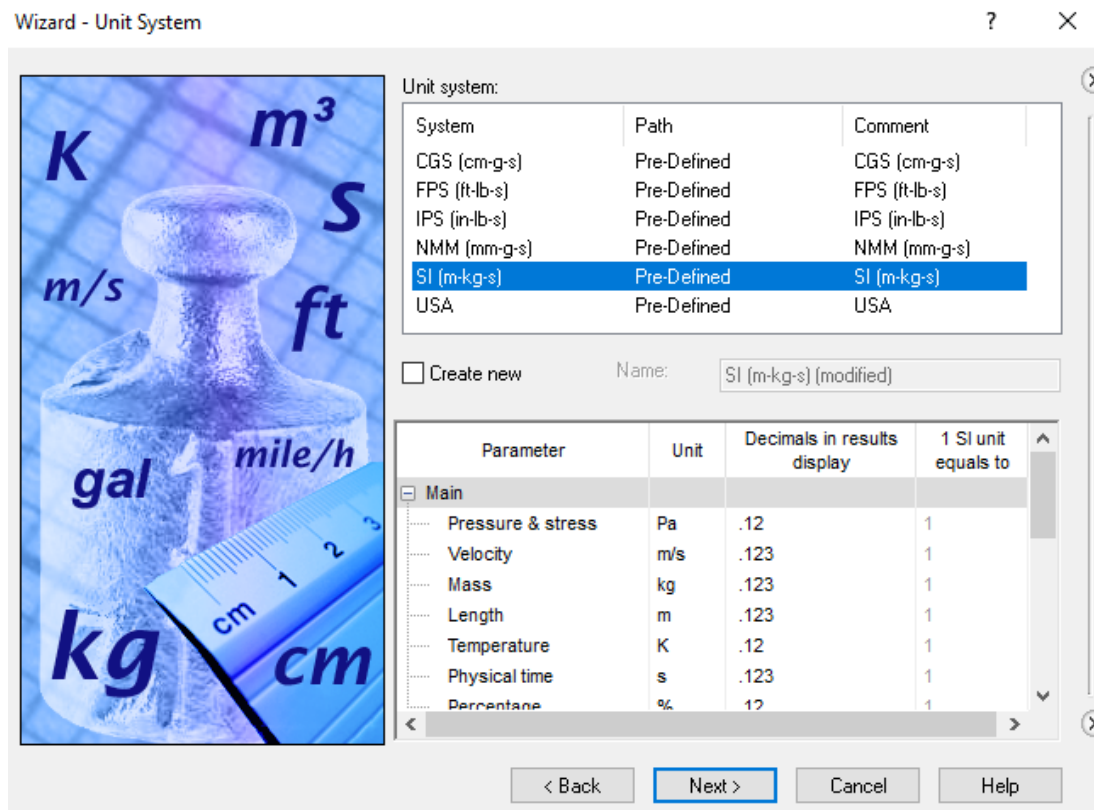 Wizard - Unit System
?
K
m³
s
m/s
ft
gal
mile/h
cm 1 2 3
kg
cm
Unit system:
System Path Comment
CGS (cm-g-s) Pre-Defined CGS (cm-g-s)
FPS (ft-lb-s) Pre-Defined FPS (ft-lb-s)
IPS (in-lb-s) Pre-Defined IPS (in-lb-s)
NMM (mm-g-s) Pre-Defined NMM (mm-g-s)
SI (m-kg-s) Pre-Defined SI (m-kg-s)
USA Pre-Defined USA
Create new Name: SI (m-kg-s) (modified)
Parameter Unit Decimals in results display 1 SI unit equals to
Main
Pressure & stress Pa .12 1
Velocity m/s .123 1
Mass kg .123 1
Length m .123 1
Temperature K .12 1
Physical time s .123 1
Percentage % .12 1
< Back Next > Cancel Help